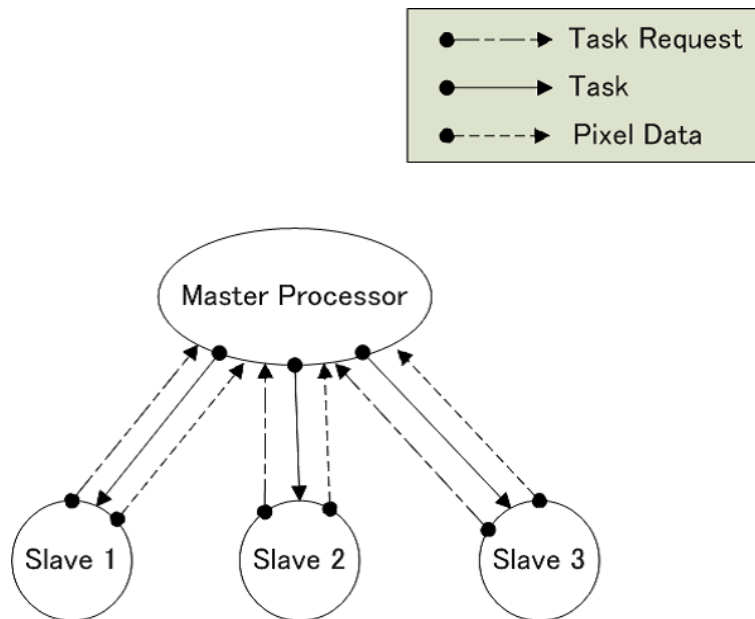 Task Request
Task
Pixel Data
Master Processor
Slave 1
Slave 2
Slave 3